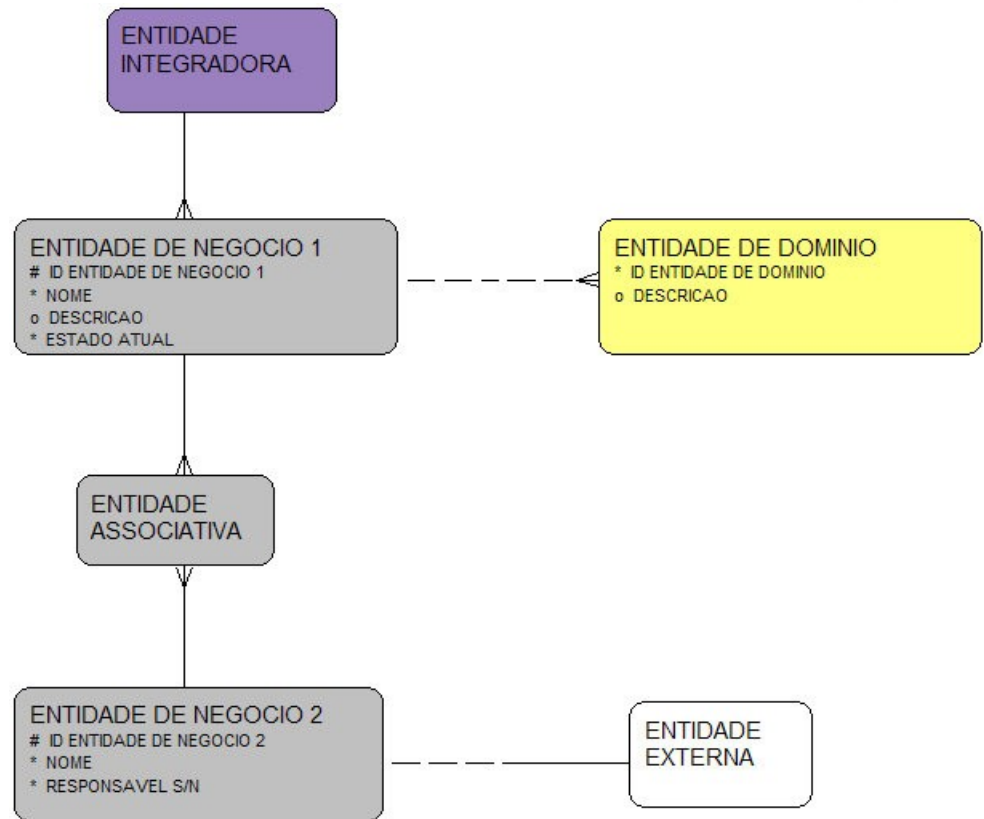 ENTIDADE
INTEGRADORA
ENTIDADE DE NEGOCIO 1
# ID ENTIDADE DE NEGOCIO 1
* NOME
o DESCRICAO
* ESTADO ATUAL
ENTIDADE DE DOMINIO
* ID ENTIDADE DE DOMINIO
o DESCRICAO
ENTIDADE
ASSOCIATIVA
ENTIDADE DE NEGOCIO 2
# ID ENTIDADE DE NEGOCIO 2
* NOME
* RESPONSAVEL S/N
ENTIDADE
EXTERNA